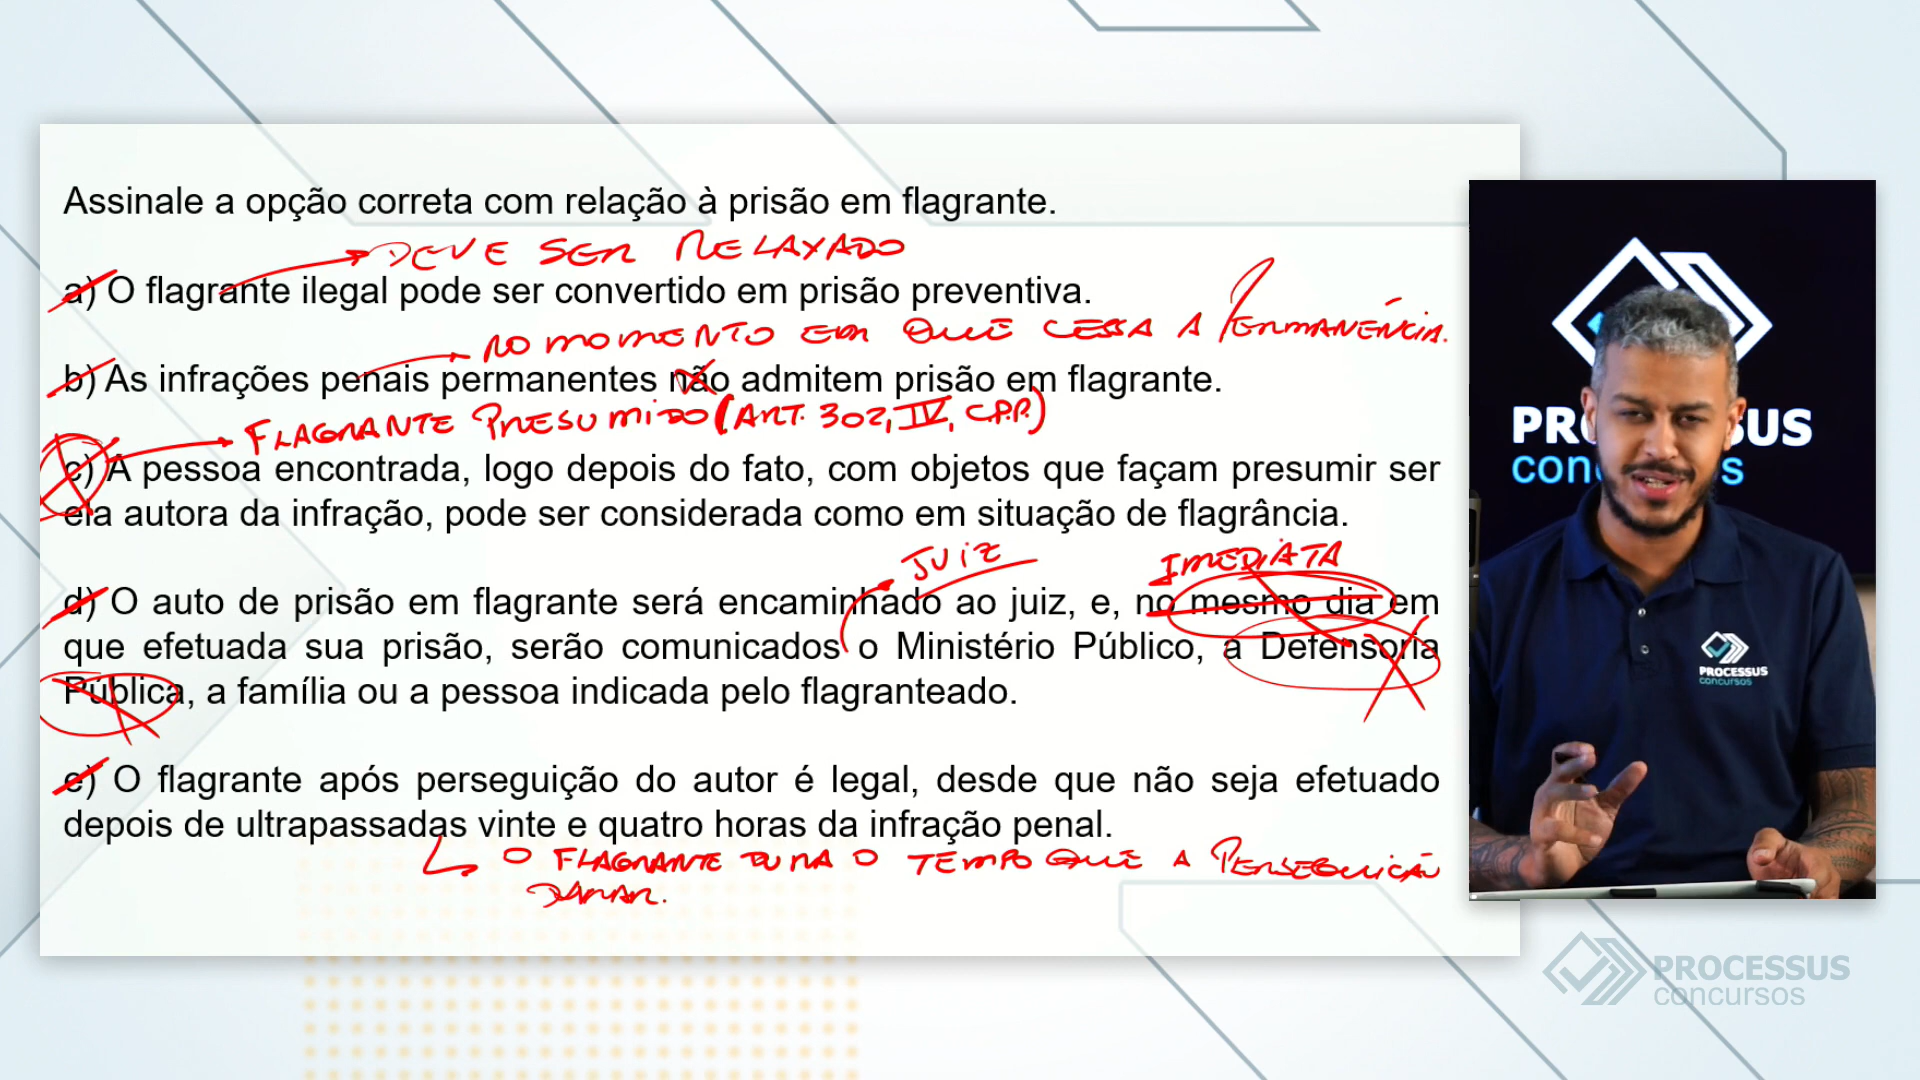 Assinale a opção correta com relação à prisão em flagrante.
DEVE SER RELAXADO
a) O flagrante ilegal pode ser convertido em prisão preventiva.
NO MOMENTO EM QUE CESSA A PERMANÊNCIA.
b) As infrações penais permanentes não admitem prisão em flagrante.
FLAGRANTE PRESUMIDO (ART. 302, IV, C.P.P.)
c) A pessoa encontrada, logo depois do fato, com objetos que façam presumir ser
ela autora da infração, pode ser considerada como em situação de flagrância.
JUIZ
IMEDIATA
d) O auto de prisão em flagrante será encaminhado ao juiz, e, no mesmo dia em
que efetuada sua prisão, serão comunicados o Ministério Público, a Defensoria
Pública, a família ou a pessoa indicada pelo flagranteado.
e) O flagrante após perseguição do autor é legal, desde que não seja efetuado
depois de ultrapassadas vinte e quatro horas da infração penal.
O FLAGRANTE DURA O TEMPO QUE A PERSEGUIÇÃO
DURAR.
PROCESSUS
concursos
PROCESSUS
concursos